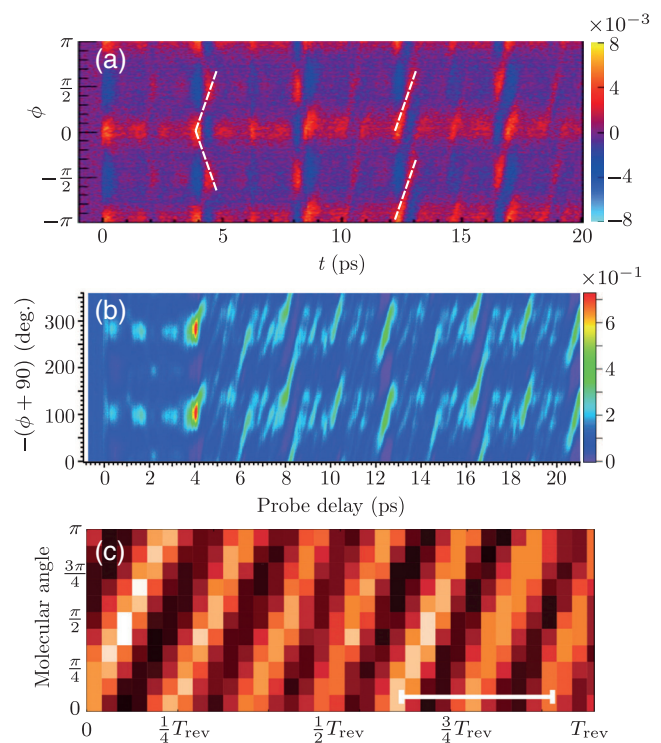 (a)
×10⁻³
π
π/2
ϕ
0
−π/2
−π
8
4
0
−4
−8
0 5 10 15 20
t (ps)
(b)
×10⁻¹
−(ϕ + 90) (deg.)
300
200
100
0
6
4
2
0
0 2 4 6 8 10 12 14 16 18 20
Probe delay (ps)
(c)
Molecular angle
π
3π/4
π/2
π/4
0
0 1/4 T_rev 1/2 T_rev 3/4 T_rev T_rev